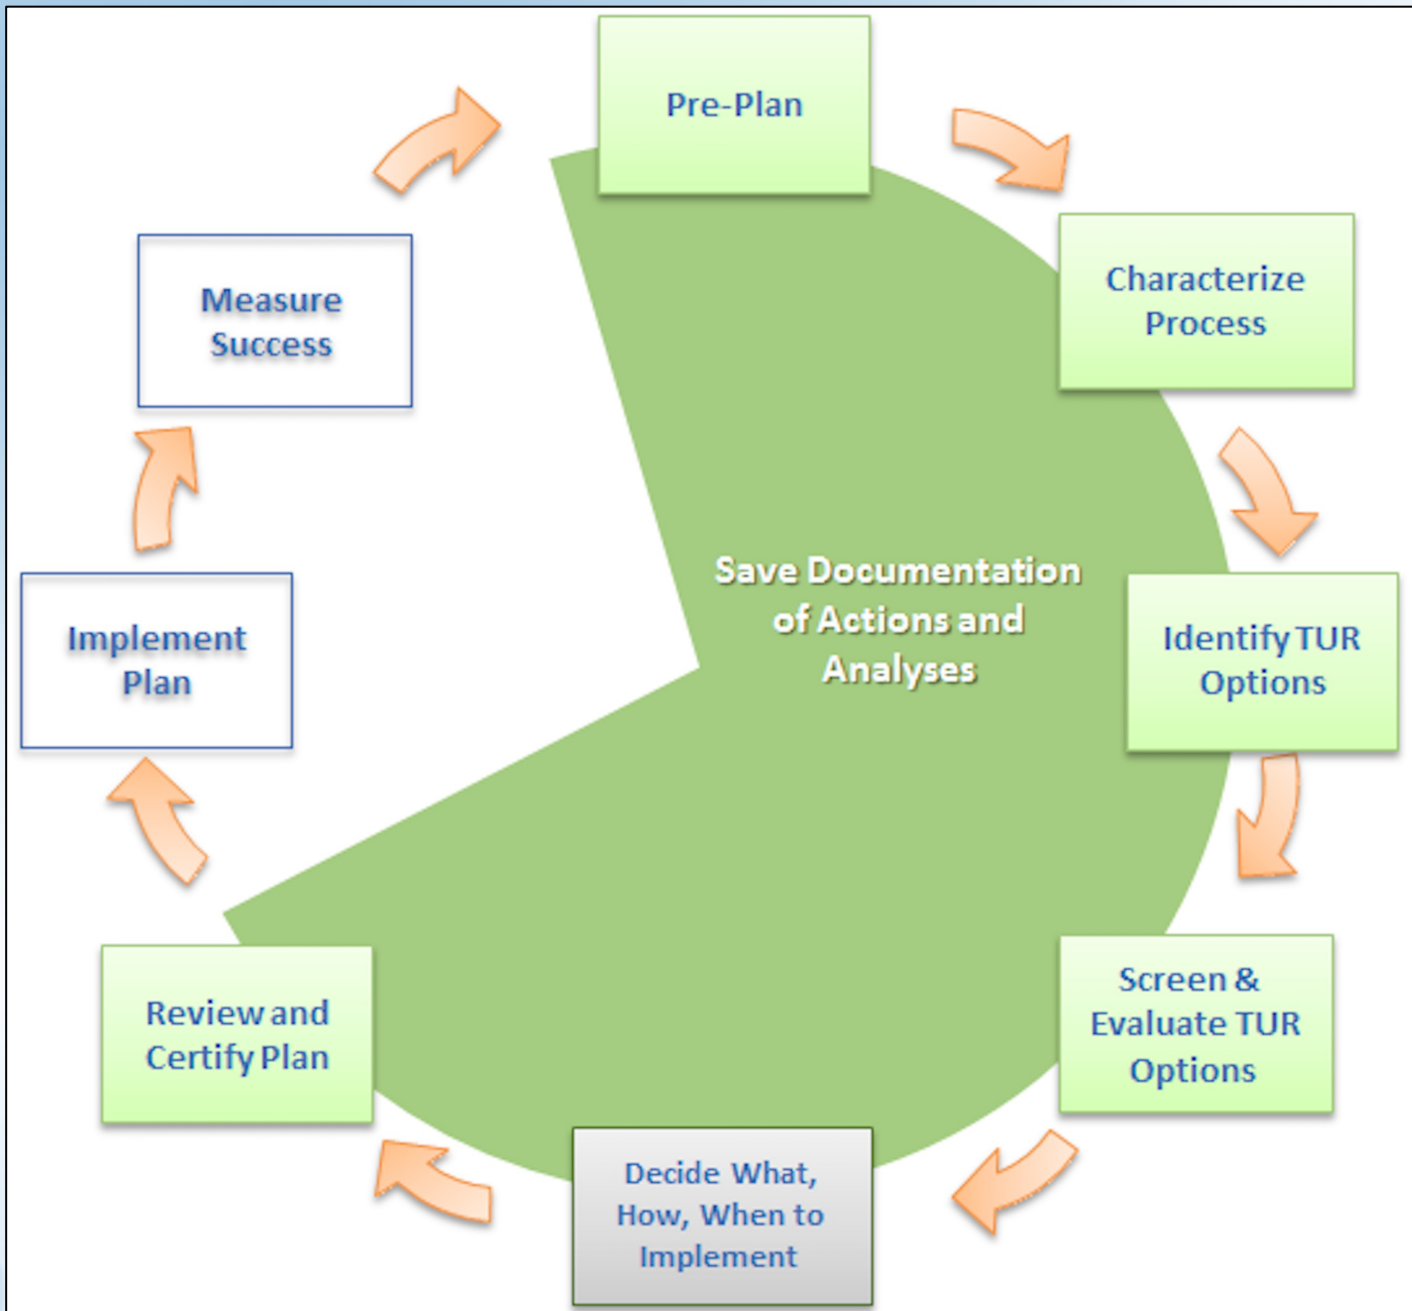 Pre-Plan
Characterize
Process
Identify TUR
Options
Screen &
Evaluate TUR
Options
Decide What,
How, When to
Implement
Review and
Certify Plan
Implement
Plan
Measure
Success
Save Documentation
of Actions and
Analyses